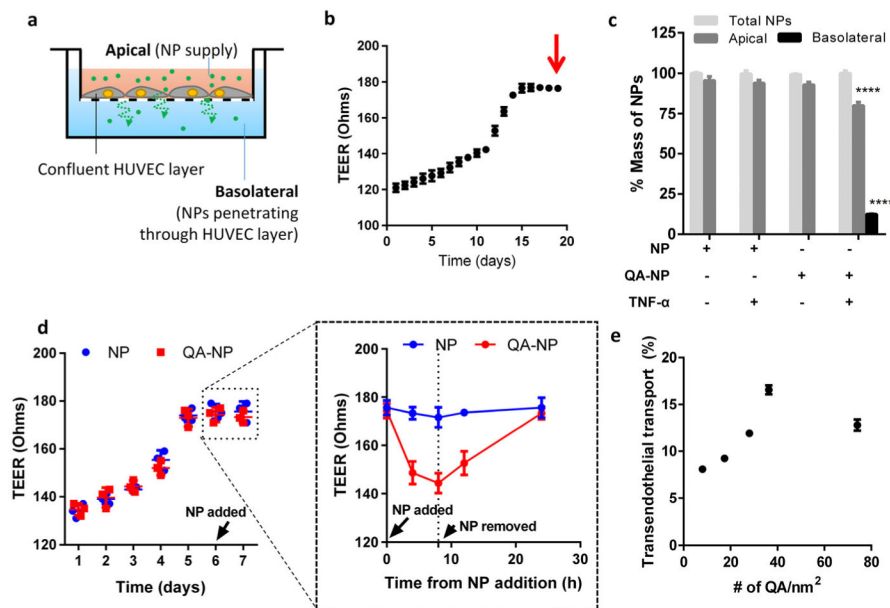 a
Apical (NP supply)
Confluent HUVEC layer
Basolateral
(NPs penetrating
through HUVEC layer)
b
TEER (Ohms)
200
180
160
140
120
100
0
5
10
15
20
Time (days)
c
Total NPs
Apical
Basolateral
% Mass of NPs
125
100
75
50
25
0
****
****
NP + + - -
QA-NP - - + +
TNF-α - + - +
d
NP
QA-NP
TEER (Ohms)
200
180
160
140
120
NP added
1 2 3 4 5 6 7
Time (days)
NP
QA-NP
TEER (Ohms)
200
180
160
140
120
NP added
NP removed
0 10 20 30
Time from NP addition (h)
e
Transendothelial transport (%)
20
15
10
5
0
0 20 40 60 80
# of QA/nm²